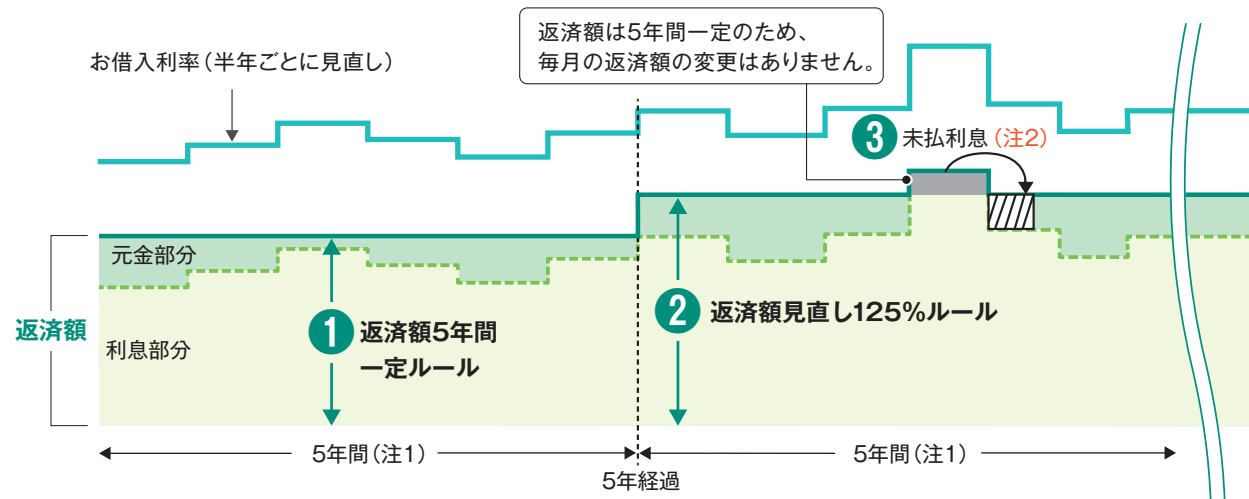 返済額は5年間一定のため、
毎月の返済額の変更はありません。
お借入利率(半年ごとに見直し)
3 未払利息(注2)
元金部分
返済額
利息部分
1 返済額5年間
一定ルール
2 返済額見直し125%ルール
5年間(注1)
5年間(注1)
5年経過